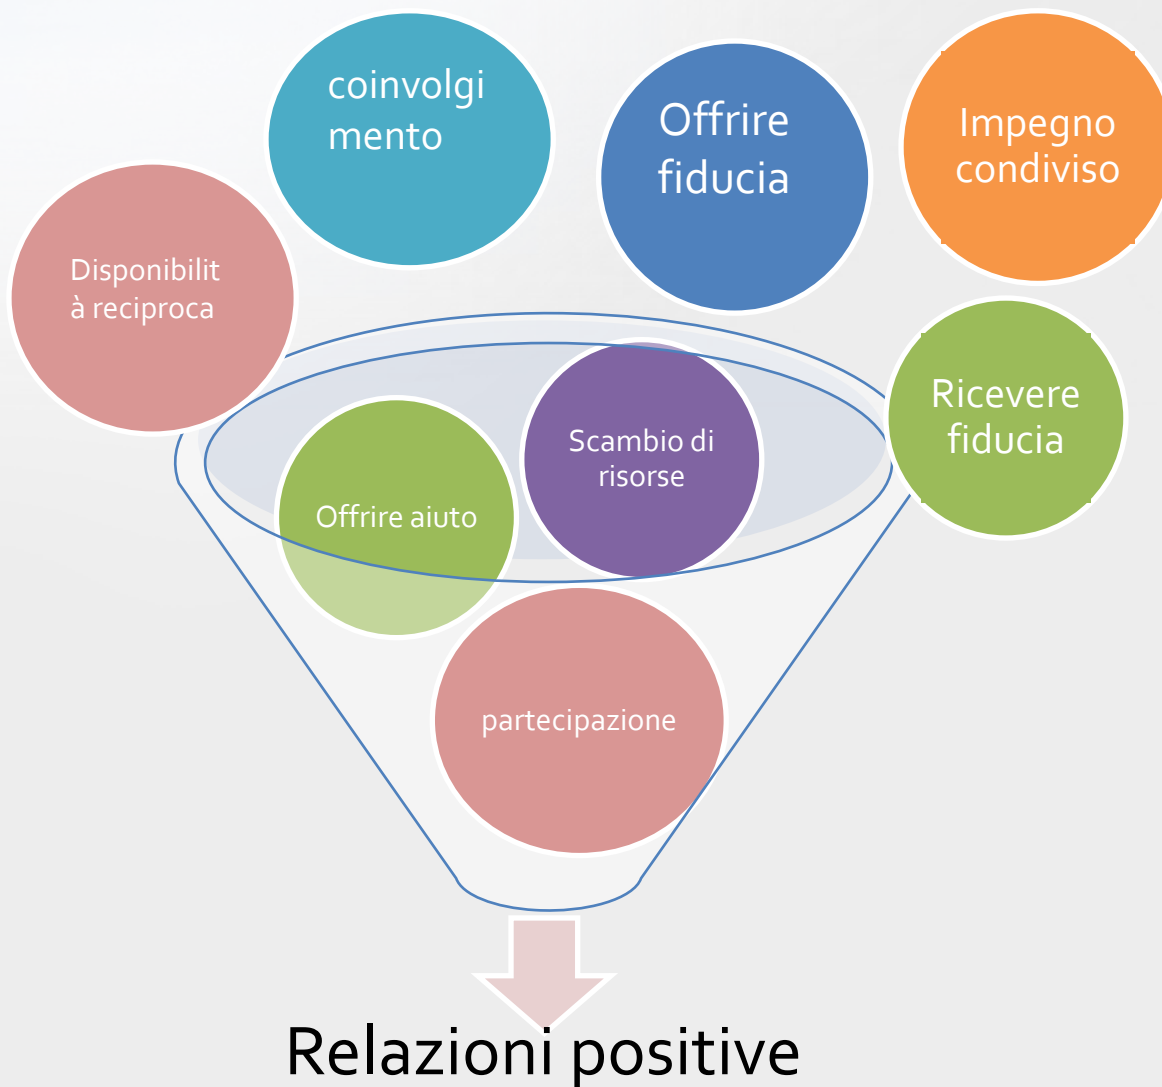 coinvolgi
mento
Offrire
fiducia
Impegno
condiviso
Disponibilit
à reciproca
Ricevere
fiducia
Scambio di
risorse
Offrire aiuto
partecipazione
Relazioni positive